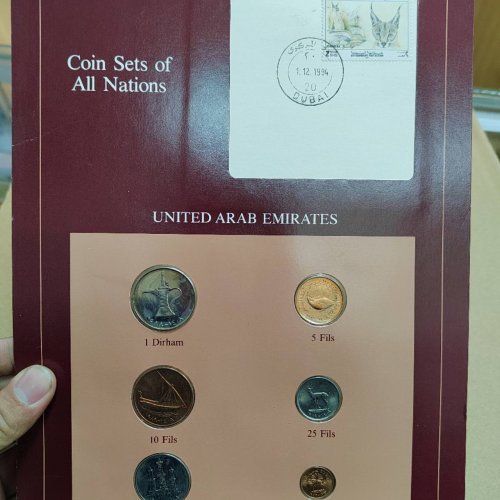 Coin Sets of
All Nations
1.12.1994
20
DUBAI
UNITED ARAB EMIRATES
1 Dirham
5 Fils
10 Fils
25 Fils